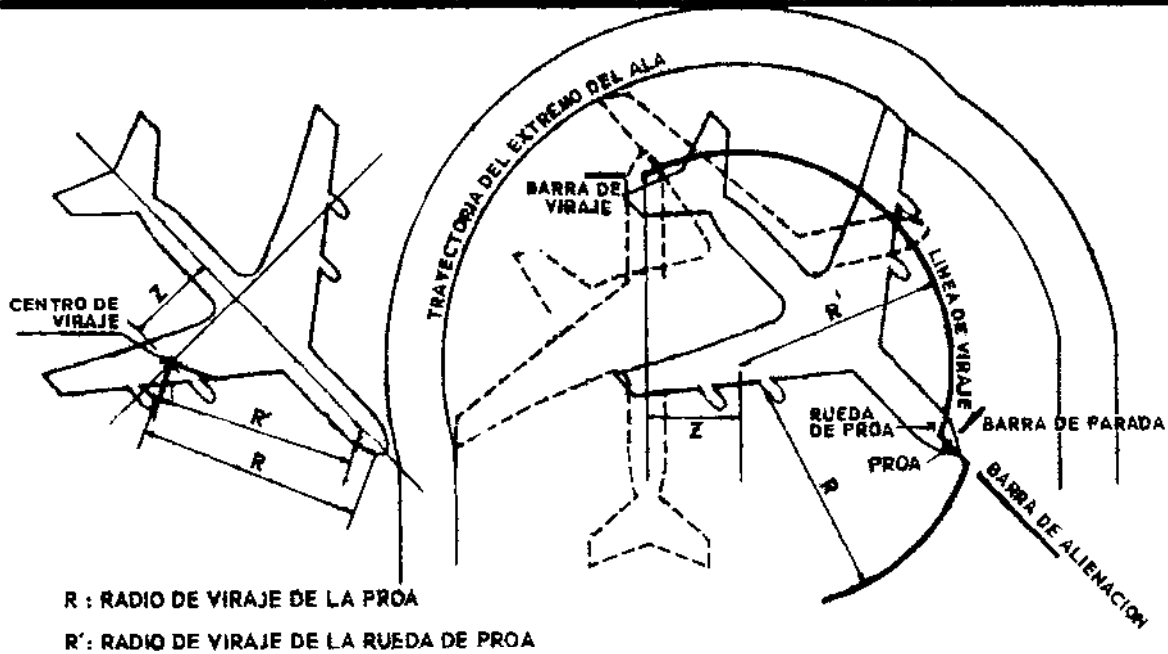 TRAYECTORIA DEL EXTREMO DEL ALA
BARRA DE
VIRAJE
CENTRO DE
VIRAJE
Z
R'
R
LINEA DE VIRAJE
R'
Z
R
RUEDA
DE PROA
PROA
BARRA DE PARADA
BARRA DE ALIENACION
R : RADIO DE VIRAJE DE LA PROA
R': RADIO DE VIRAJE DE LA RUEDA DE PROA